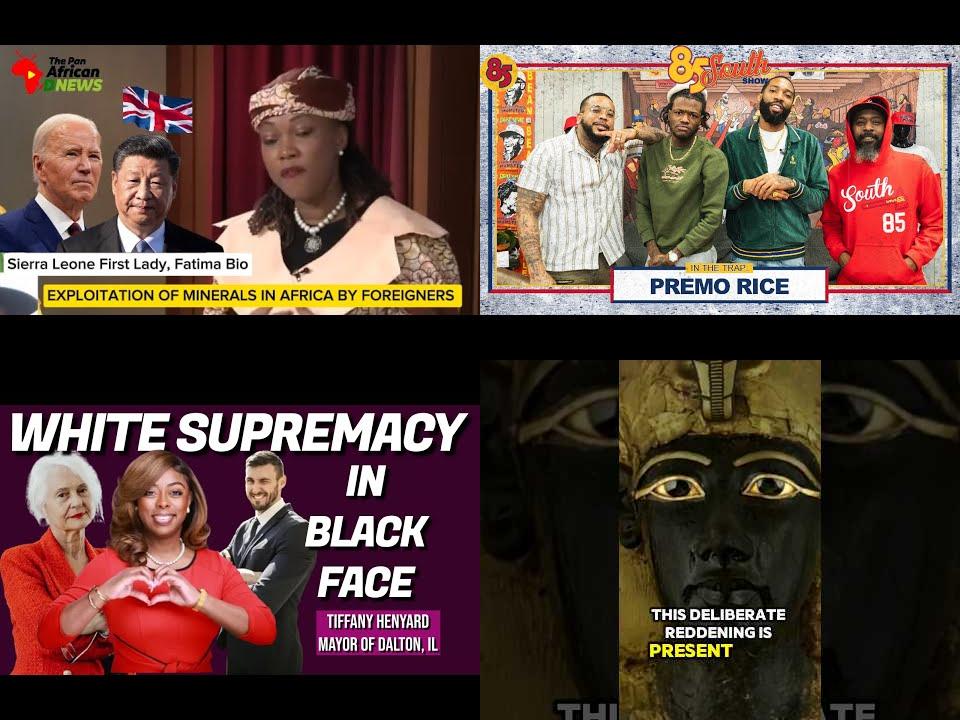 The Pan
African
DNEWS
Sierra Leone First Lady, Fatima Bio
EXPLOITATION OF MINERALS IN AFRICA BY FOREIGNERS
85
85 South
SHOW
South
85
IN THE TRAP:
PREMO RICE
WHITE SUPREMACY
IN
BLACK
FACE
TIFFANY HENYARD
MAYOR OF DALTON, IL
THIS DELIBERATE
REDDENING IS
PRESENT